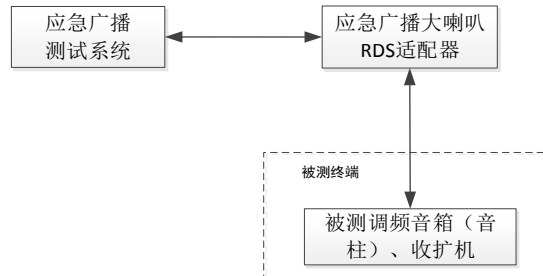 应急广播
测试系统
应急广播大喇叭
RDS适配器
被测终端
被测调频音箱（音
柱）、收扩机